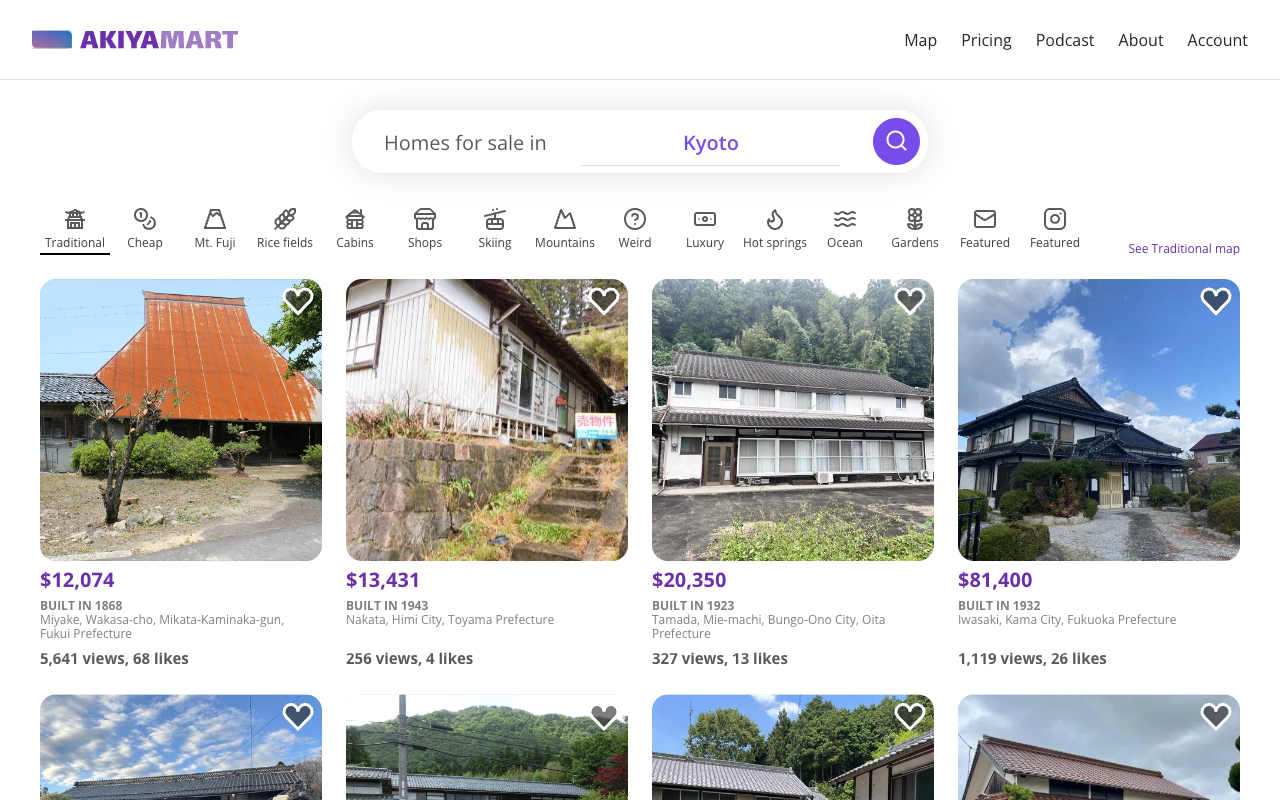 AKIYAMART
Map Pricing Podcast About Account
Homes for sale in Kyoto
Traditional Cheap Mt. Fuji Rice fields Cabins Shops Skiing Mountains Weird Luxury Hot springs Ocean Gardens Featured Featured
See Traditional map
売物件
$12,074
BUILT IN 1868
Miyake, Wakasa-cho, Mikata-Kaminaka-gun,
Fukui Prefecture
5,641 views, 68 likes
$13,431
BUILT IN 1943
Nakata, Himi City, Toyama Prefecture
256 views, 4 likes
$20,350
BUILT IN 1923
Tamada, Mie-machi, Bungo-Ono City, Oita
Prefecture
327 views, 13 likes
$81,400
BUILT IN 1932
Iwasaki, Kama City, Fukuoka Prefecture
1,119 views, 26 likes